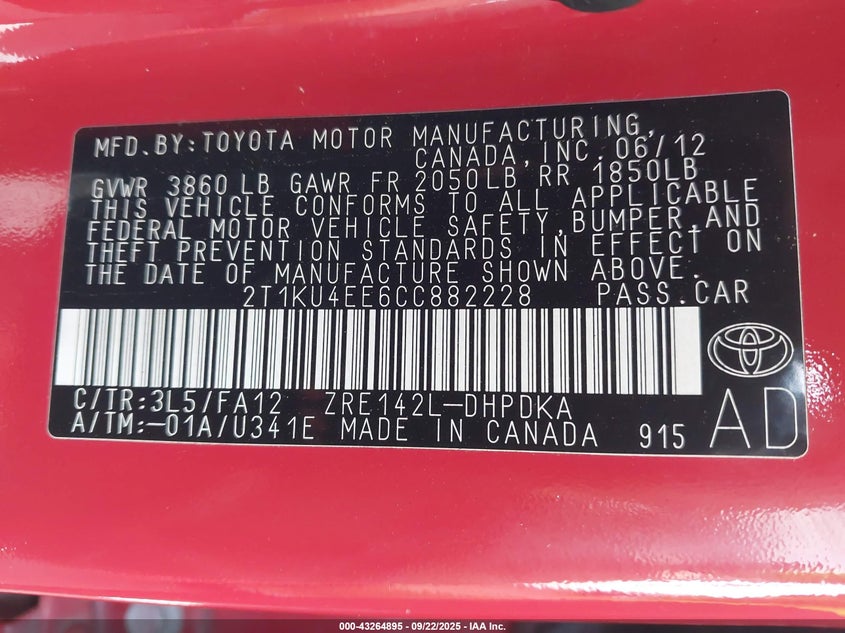 MFD.BY:TOYOTA MOTOR MANUFACTURING,
CANADA,INC. 06/12
GVWR 3860 LB GAWR FR 2050LB RR 1850LB
THIS VEHICLE CONFORMS TO ALL APPLICABLE
FEDERAL MOTOR VEHICLE SAFETY,BUMPER,AND
THEFT PREVENTION STANDARDS IN EFFECT ON
THE DATE OF MANUFACTURE SHOWN ABOVE.
2T1KU4EE6CC882228 PASS.CAR
C/TR:3L5/FA12 ZRE142L-DHPDKA
A/TM:-01A/U341E MADE IN CANADA 915 AD
000-43264895 - 09/22/2025 - IAA Inc.